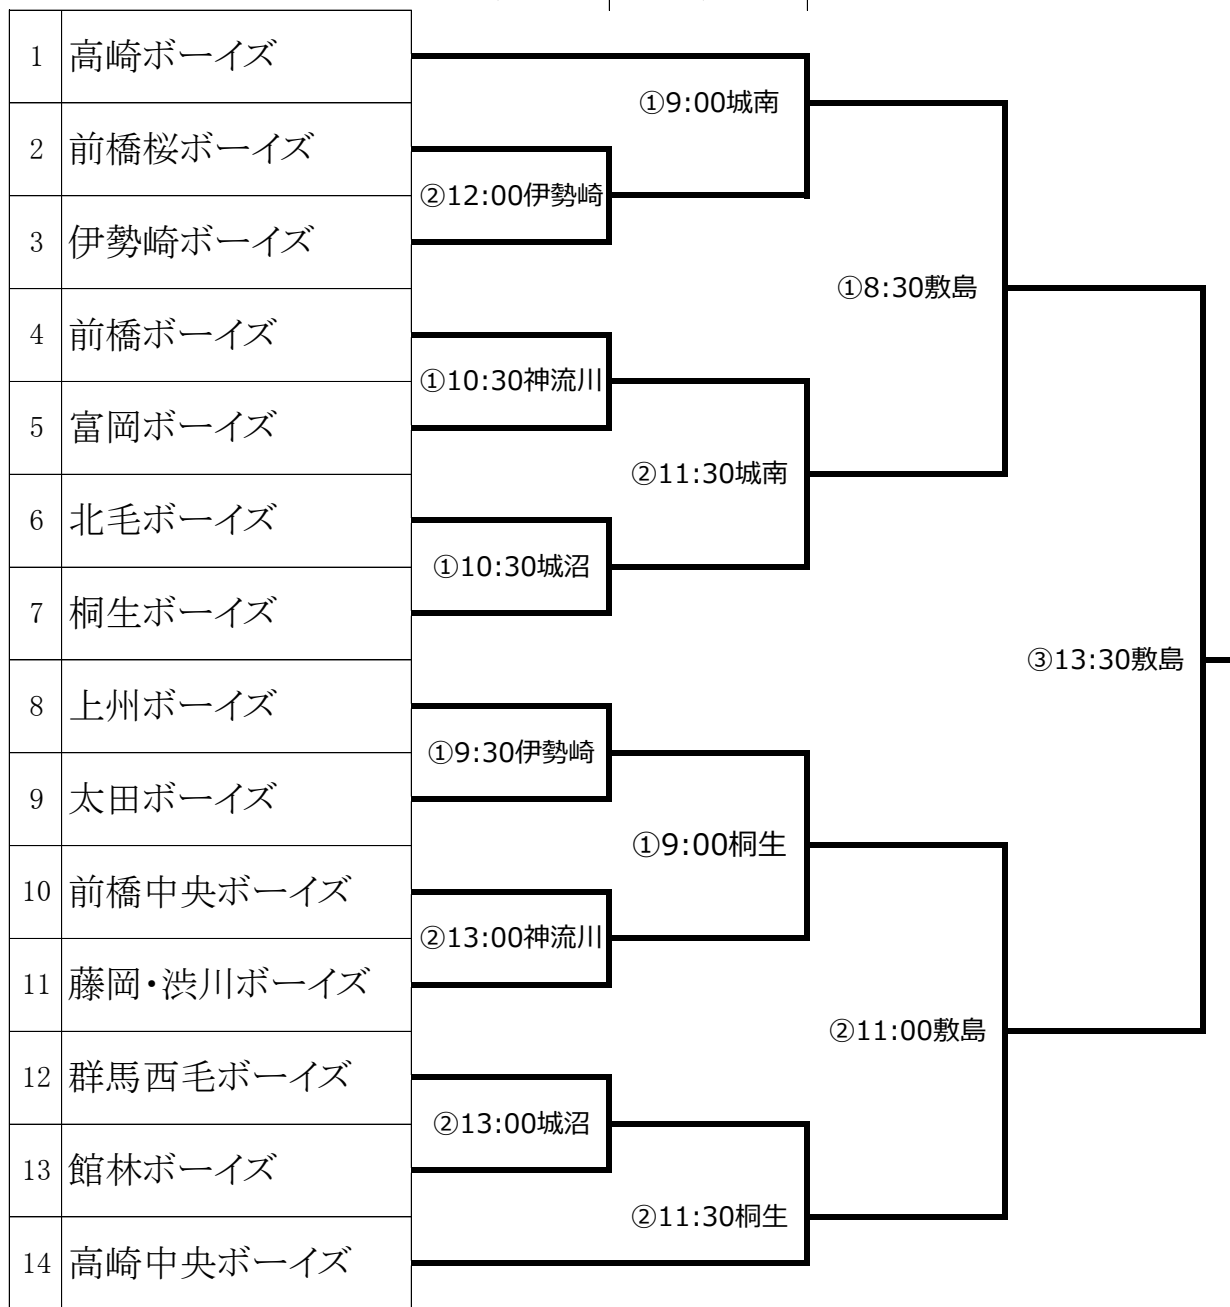 1 高崎ボーイズ
①9:00城南
2 前橋桜ボーイズ
②12:00伊勢崎
3 伊勢崎ボーイズ
①8:30敷島
4 前橋ボーイズ
①10:30神流川
5 富岡ボーイズ
②11:30城南
6 北毛ボーイズ
①10:30城沼
7 桐生ボーイズ
③13:30敷島
8 上州ボーイズ
①9:30伊勢崎
9 太田ボーイズ
①9:00桐生
10 前橋中央ボーイズ
②13:00神流川
11 藤岡・渋川ボーイズ
②11:00敷島
12 群馬西毛ボーイズ
②13:00城沼
13 館林ボーイズ
②11:30桐生
14 高崎中央ボーイズ